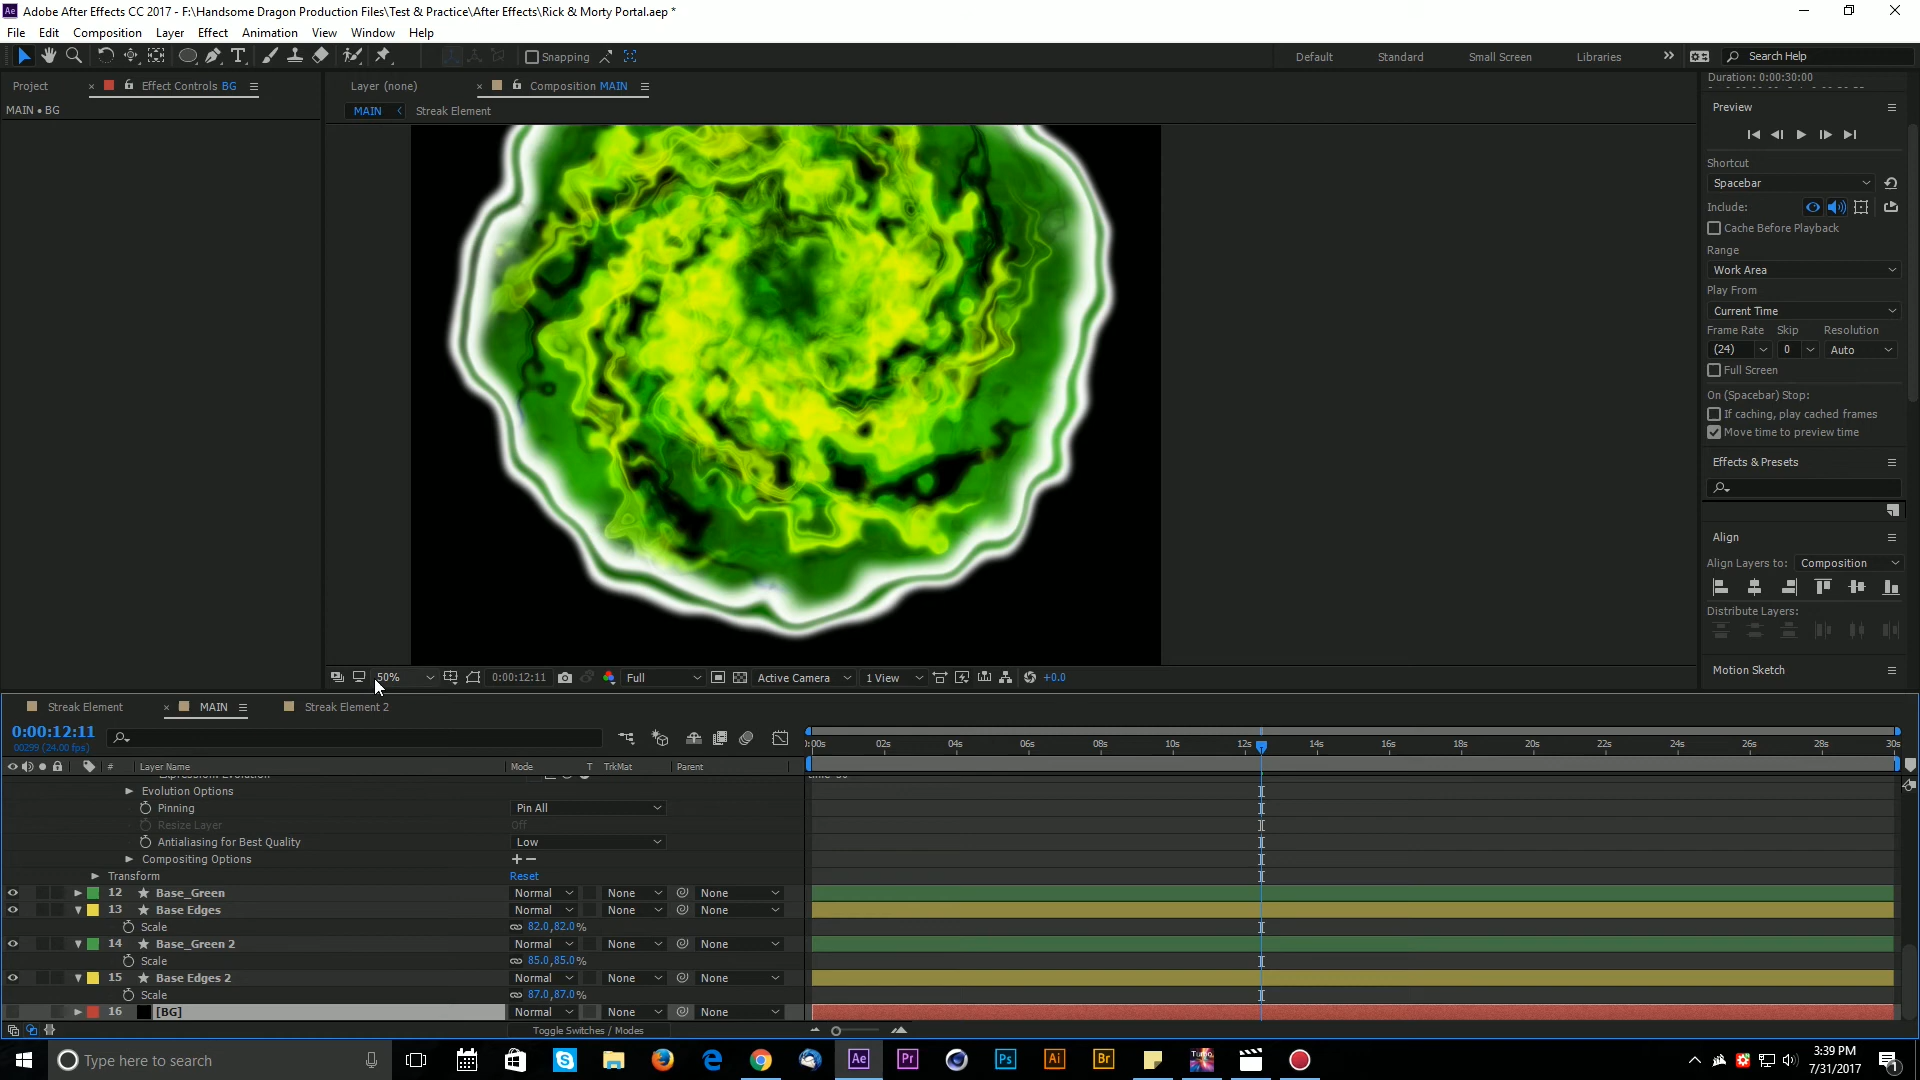 Ae Adobe After Effects CC 2017 - F:\Handsome Dragon Production Files\Test & Practice\After Effects\Rick & Morty Portal.aep *
File Edit Composition Layer Effect Animation View Window Help
Snapping
Default Standard Small Screen Libraries Search Help
Project Effect Controls BG Layer (none) Composition MAIN
MAIN • BG
MAIN Streak Element
Duration: 0:00:30:00
Preview
Shortcut
Spacebar
Include:
Cache Before Playback
Range
Work Area
Play From
Current Time
Frame Rate Skip Resolution
(24) 0 Auto
Full Screen
On (Spacebar) Stop:
If caching, play cached frames
Move time to preview time
Effects & Presets
Align
Align Layers to: Composition
Distribute Layers:
Motion Sketch
50% 0:00:12:11 Full Active Camera 1 View +0.0
Streak Element MAIN Streak Element 2
0:00:12:11
00299 (24.00 fps)
:00s 02s 04s 06s 08s 10s 12s 14s 16s 18s 20s 22s 24s 26s 28s 30s
# Layer Name Mode T TrkMat Parent
Expression: Evolution
Evolution Options
Pinning Pin All
Resize Layer Off
Antialiasing for Best Quality Low
Compositing Options
Transform Reset
12 Base_Green Normal None None
13 Base Edges Normal None None
Scale 82.0,82.0%
14 Base_Green 2 Normal None None
Scale 85.0,85.0%
15 Base Edges 2 Normal None None
Scale 87.0,87.0%
16 [BG] Normal None None
Toggle Switches / Modes
Type here to search Ae Pr Ps Ai Br
3:39 PM
7/31/2017
1